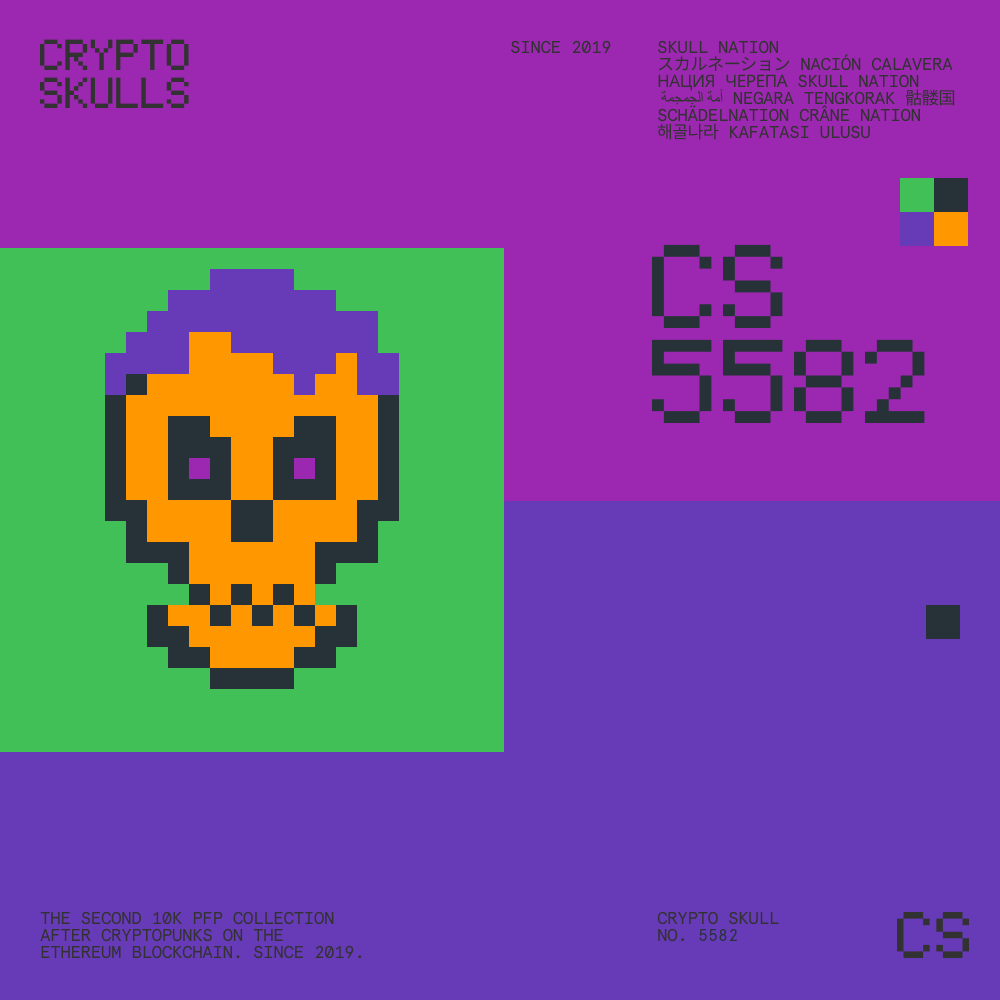 CRYPTO
SKULLS
SINCE 2019
SKULL NATION
スカルネーション NACIÓN CALAVERA
НАЦИЯ ЧЕРЕПА SKULL NATION
أمة الجمجمة NEGARA TENGKORAK 骷髅国
SCHÄDELNATION CRÂNE NATION
해골나라 KAFATASI ULUSU
CS
5582
THE SECOND 10K PFP COLLECTION
AFTER CRYPTOPUNKS ON THE
ETHEREUM BLOCKCHAIN. SINCE 2019.
CRYPTO SKULL
NO. 5582
CS